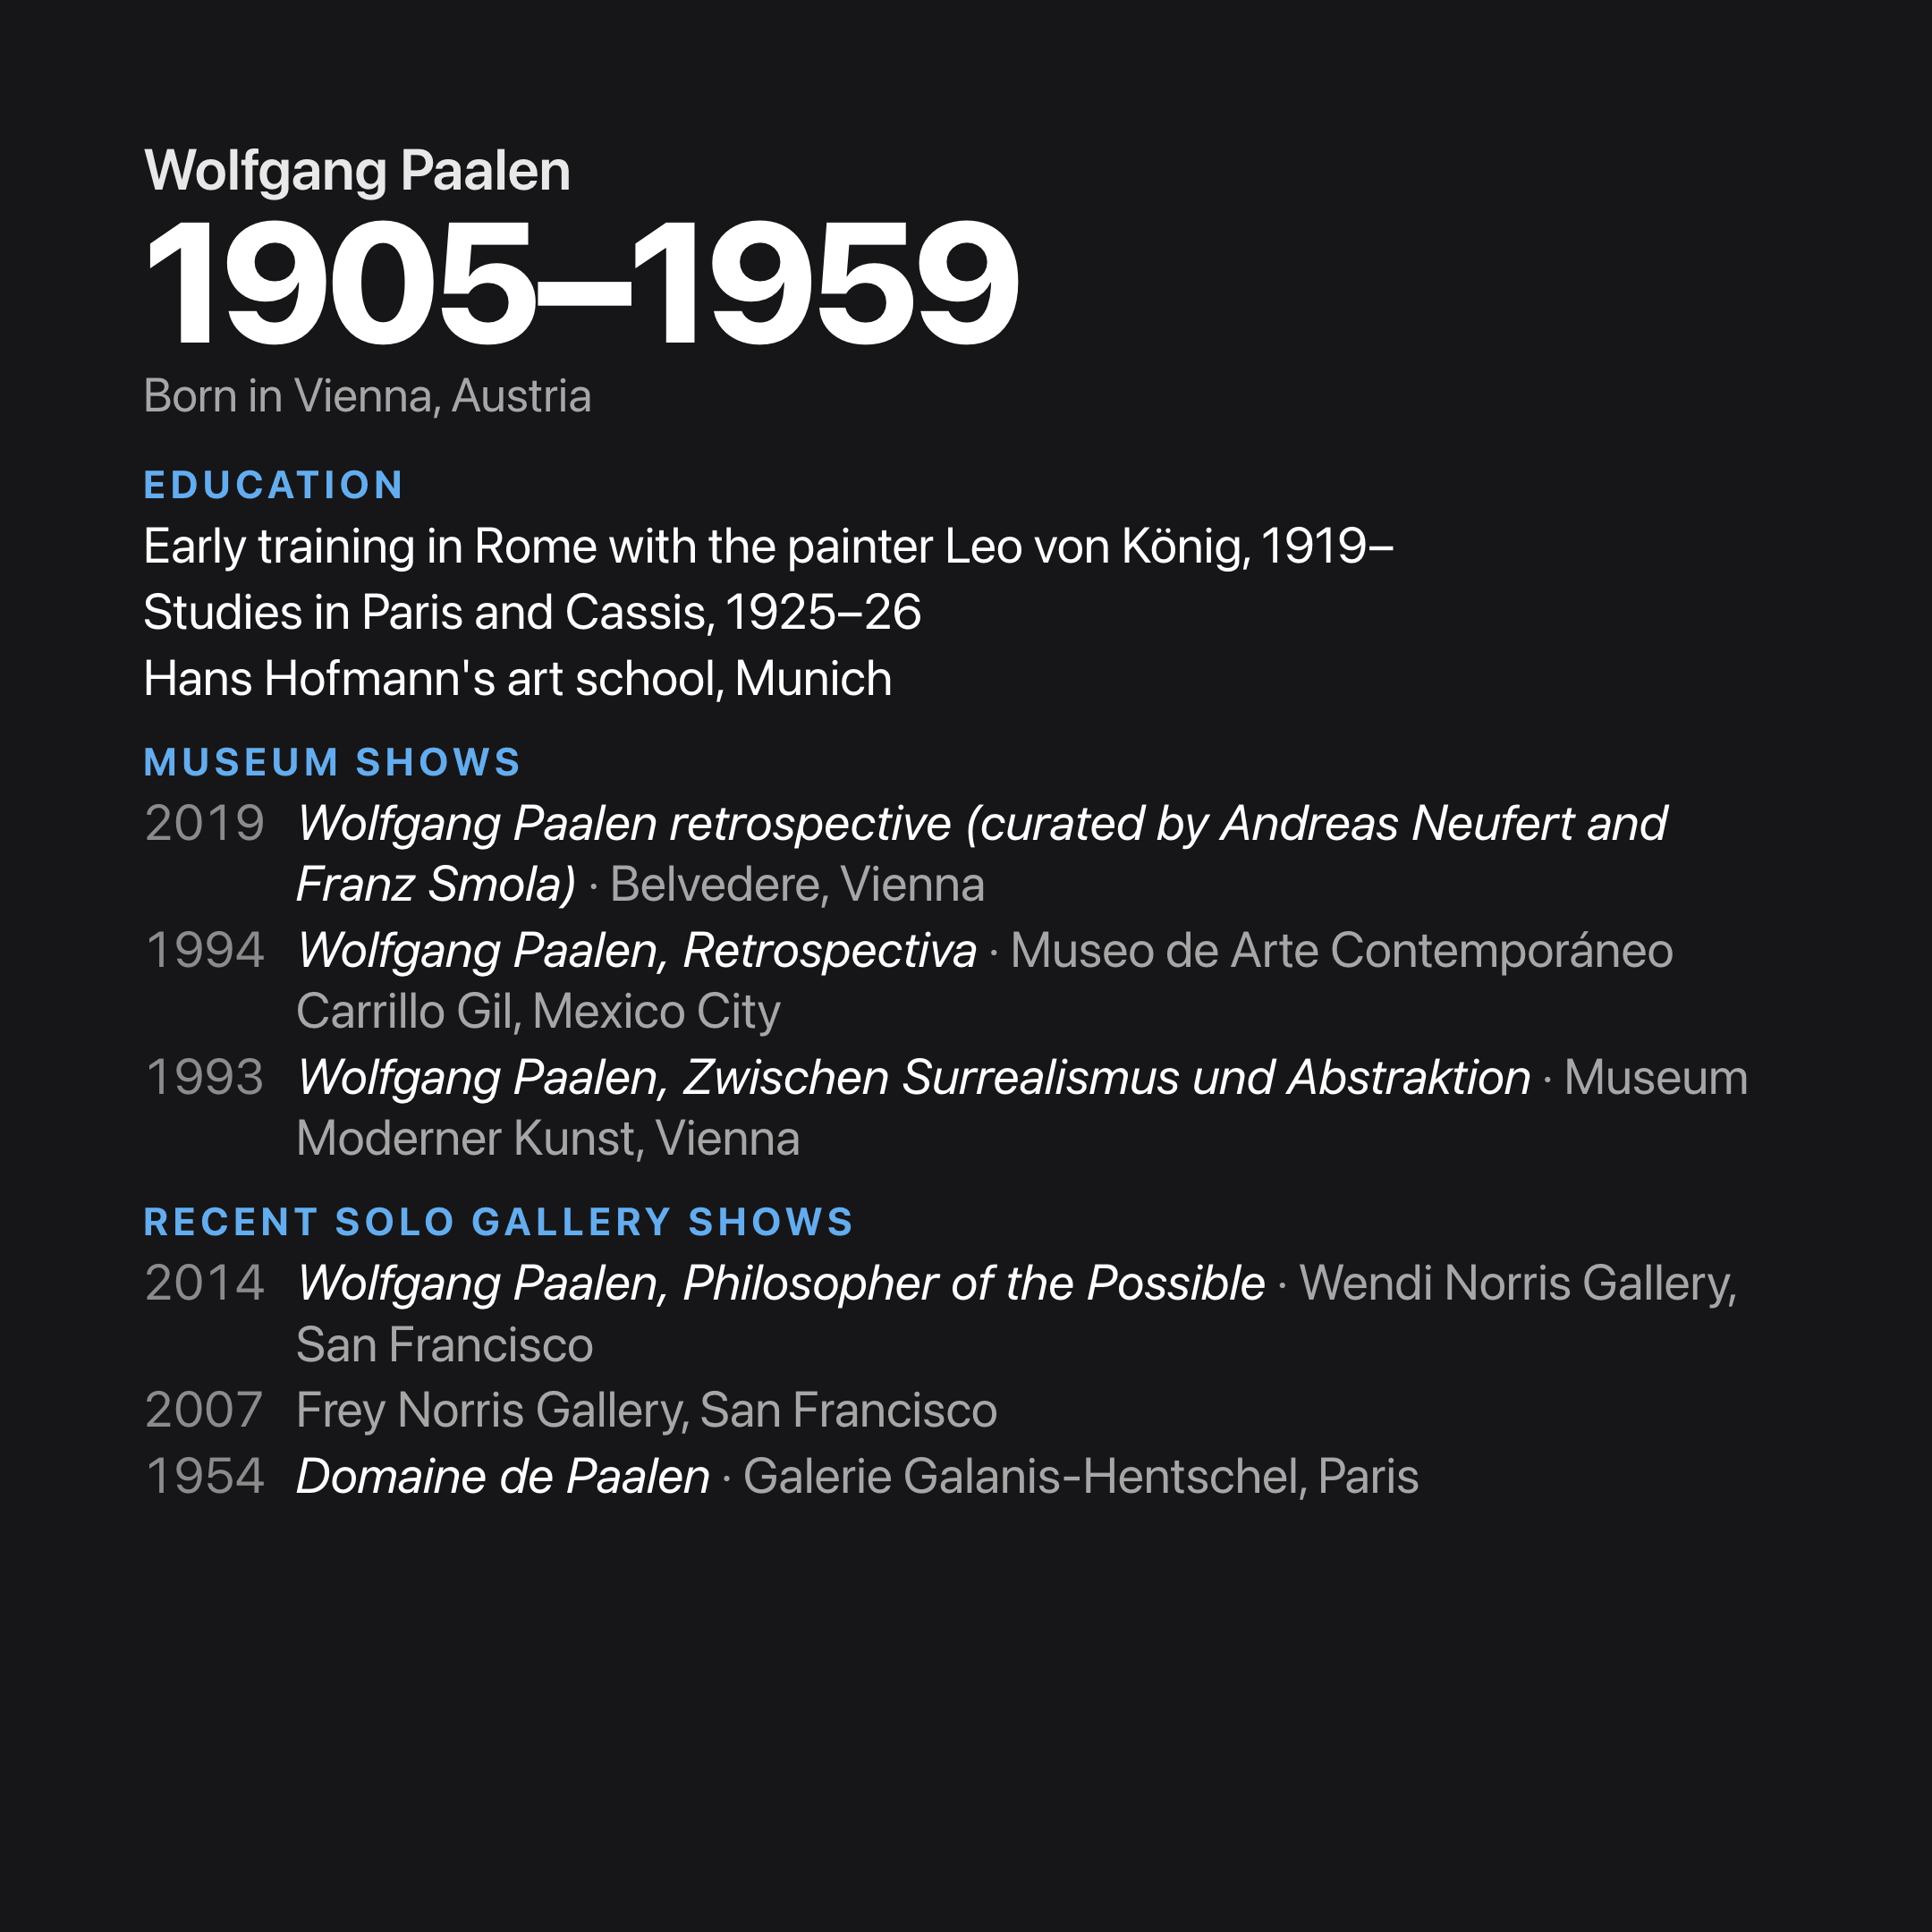 Wolfgang Paalen
1905–1959
Born in Vienna, Austria
EDUCATION
Early training in Rome with the painter Leo von König, 1919–
Studies in Paris and Cassis, 1925–26
Hans Hofmann's art school, Munich
MUSEUM SHOWS
2019 Wolfgang Paalen retrospective (curated by Andreas Neufert and
Franz Smola) · Belvedere, Vienna
1994 Wolfgang Paalen, Retrospectiva · Museo de Arte Contemporáneo
Carrillo Gil, Mexico City
1993 Wolfgang Paalen, Zwischen Surrealismus und Abstraktion · Museum
Moderner Kunst, Vienna
RECENT SOLO GALLERY SHOWS
2014 Wolfgang Paalen, Philosopher of the Possible · Wendi Norris Gallery,
San Francisco
2007 Frey Norris Gallery, San Francisco
1954 Domaine de Paalen · Galerie Galanis-Hentschel, Paris